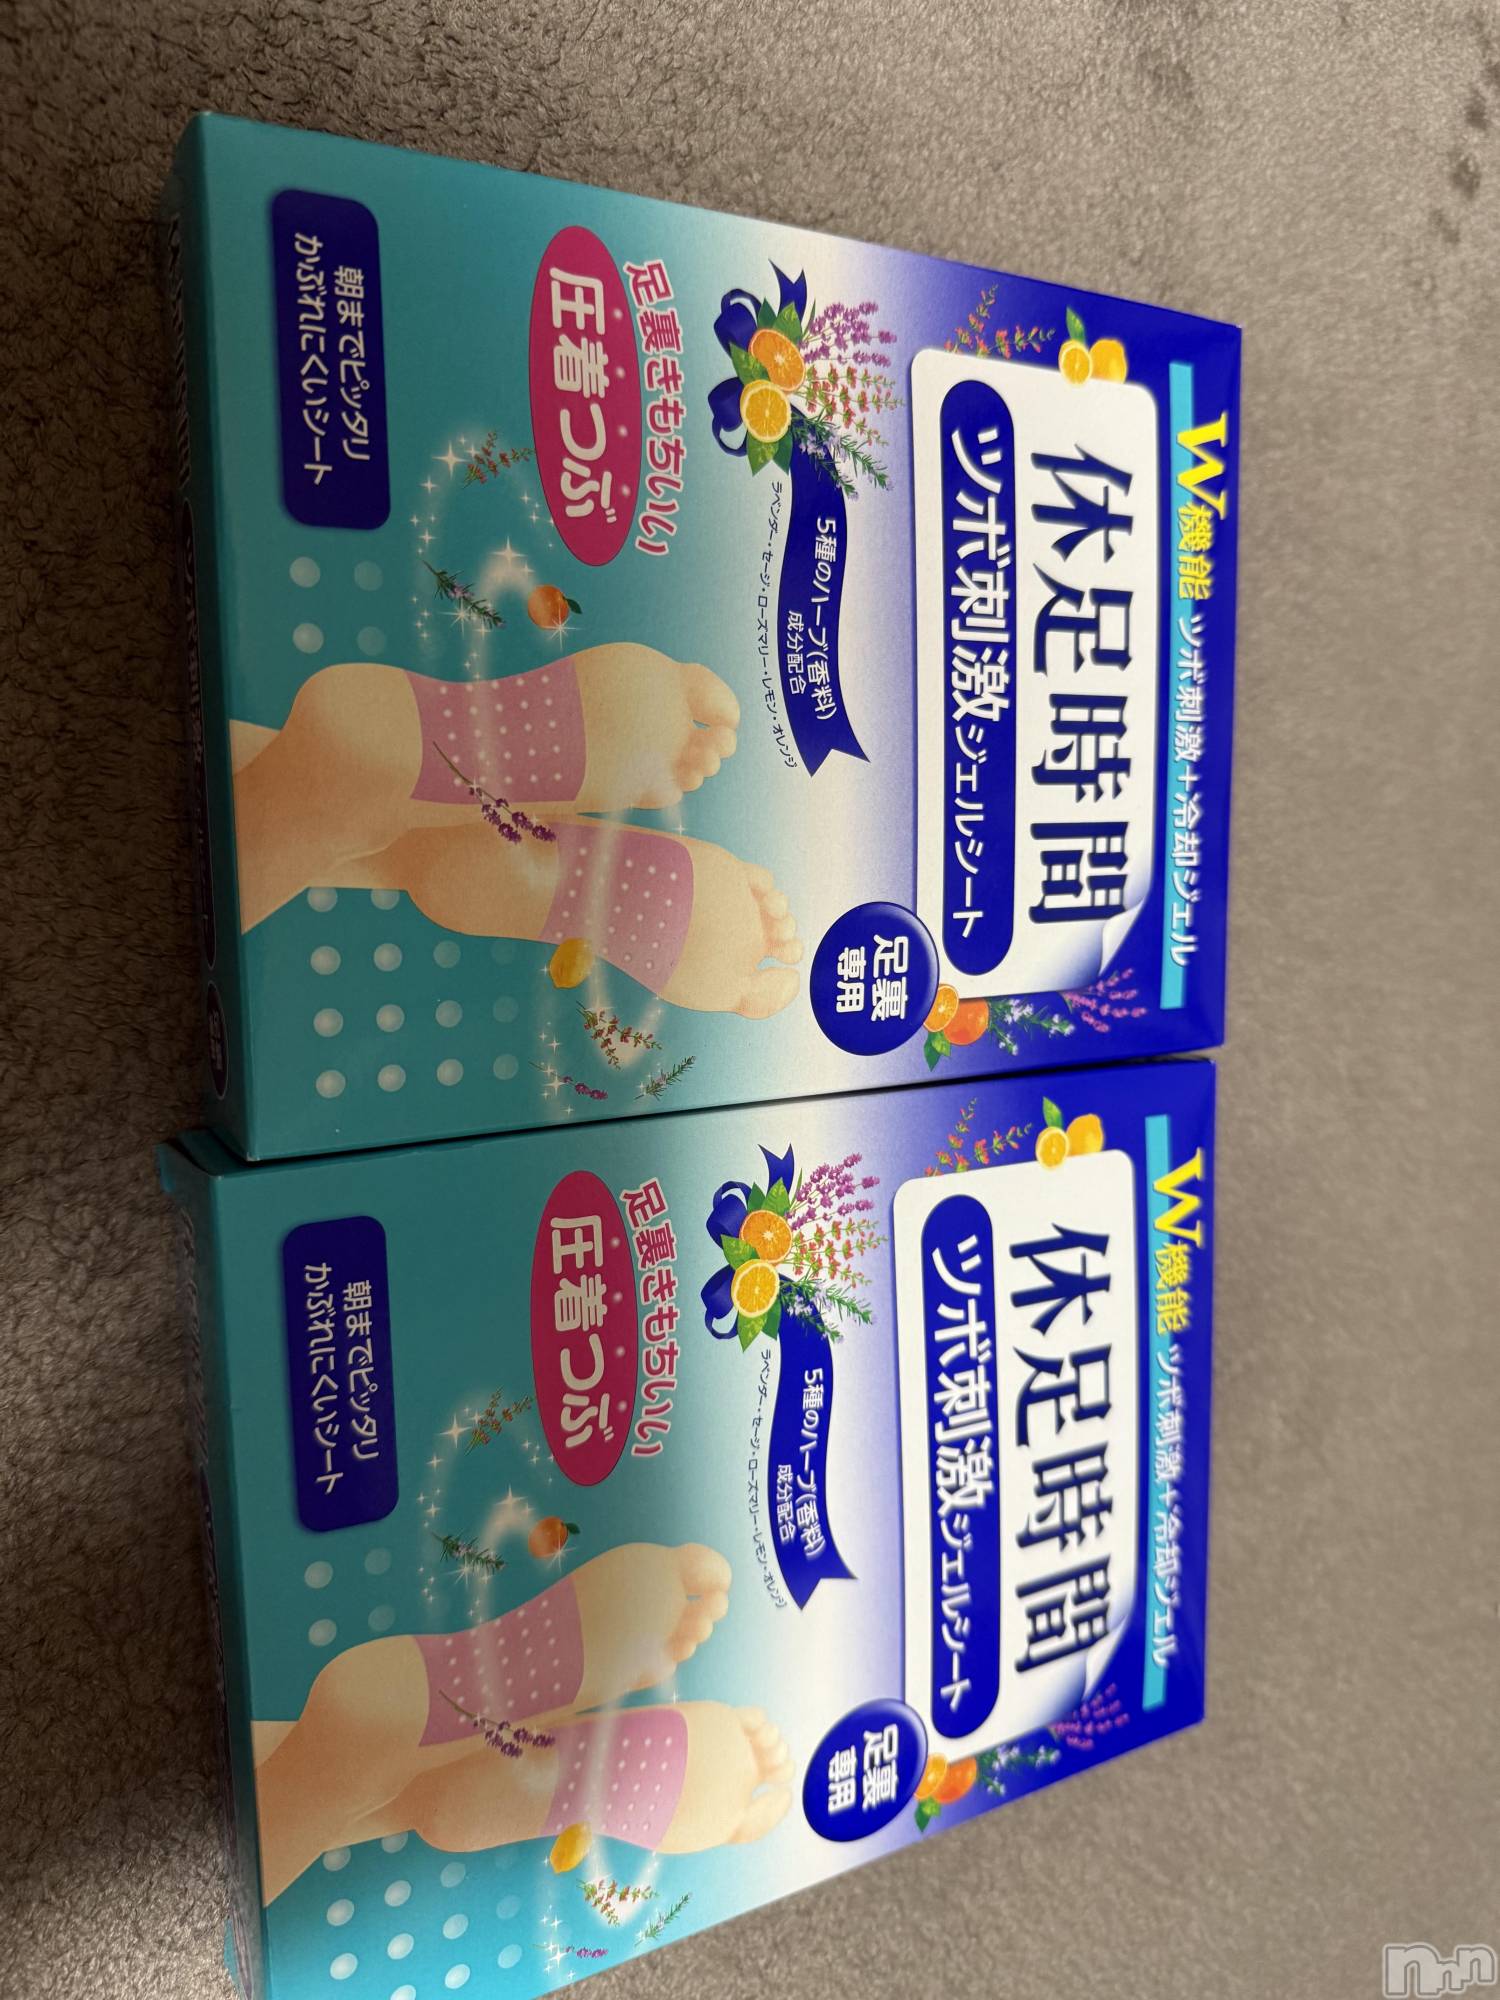 W機能 ツボ刺激+冷却ジェル
休足時間
ツボ刺激ジェルシート
足裏
専用
5種のハーブ(香料)
成分配合
ラベンダー・セージ・ローズマリー・レモン・オレンジ
足裏きもちいい
圧着つぶ
朝までピッタリ
かぶれにくいシート
W機能 ツボ刺激+冷却ジェル
休足時間
ツボ刺激ジェルシート
足裏
専用
5種のハーブ(香料)
成分配合
ラベンダー・セージ・ローズマリー・レモン・オレンジ
足裏きもちいい
圧着つぶ
朝までピッタリ
かぶれにくいシート
nnn